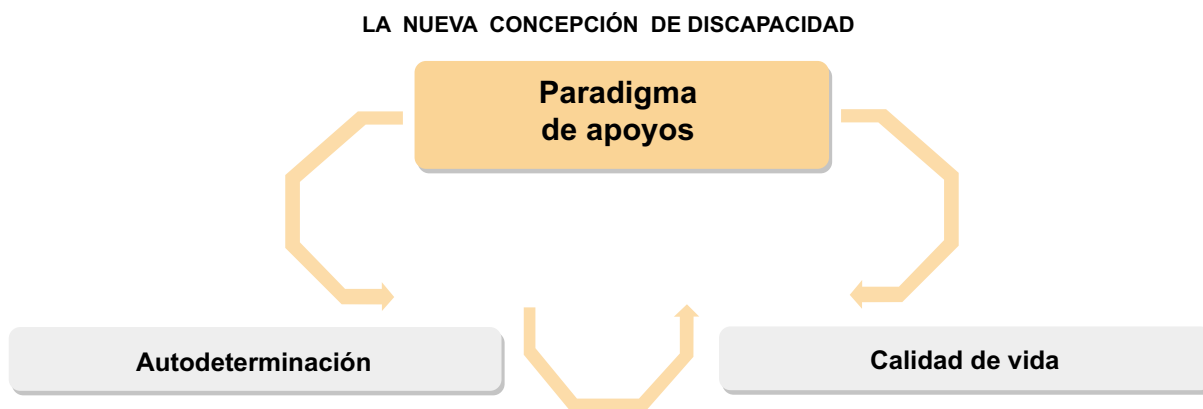 LA NUEVA CONCEPCIÓN DE DISCAPACIDAD
Paradigma
de apoyos
Autodeterminación
Calidad de vida